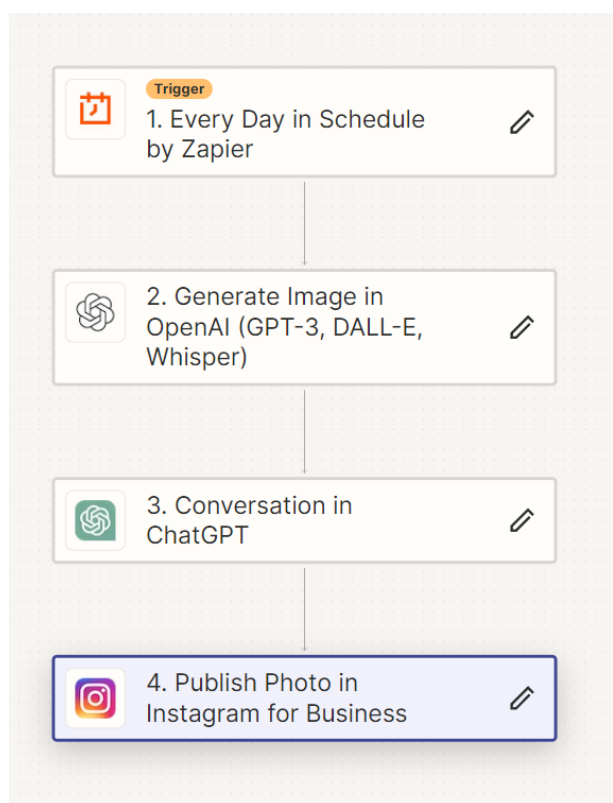 Trigger
1. Every Day in Schedule
by Zapier
2. Generate Image in
OpenAI (GPT-3, DALL-E,
Whisper)
3. Conversation in
ChatGPT
4. Publish Photo in
Instagram for Business